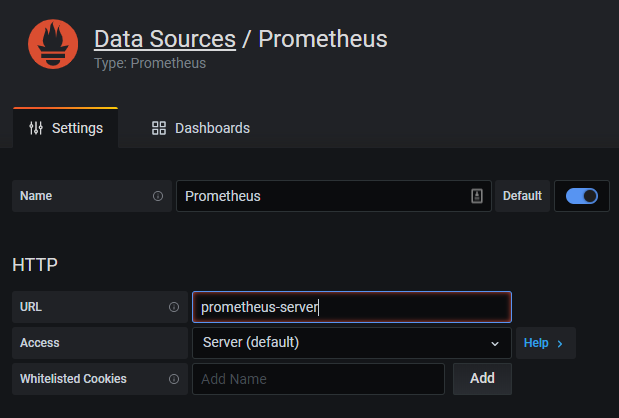 Data Sources / Prometheus
Type: Prometheus
Settings
Dashboards
Name
Prometheus
Default
HTTP
URL
prometheus-server
Access
Server (default)
Help
Whitelisted Cookies
Add Name
Add